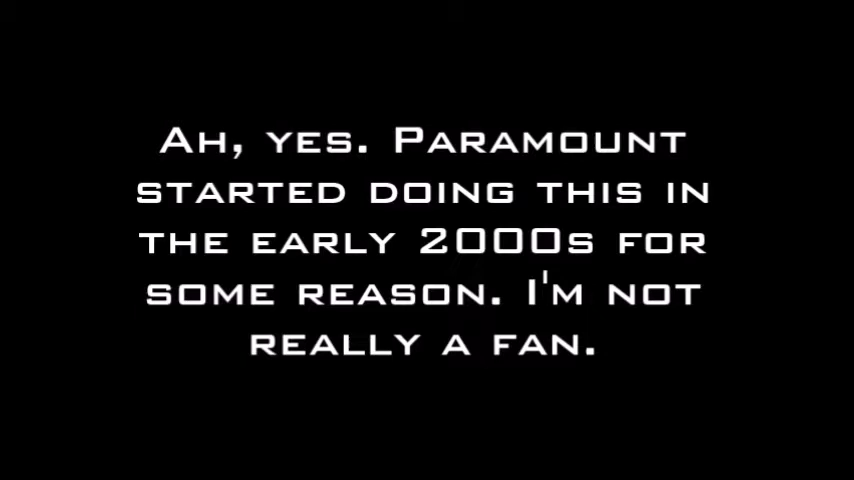 Ah, yes. Paramount
started doing this in
the early 2000s for
some reason. I'm not
really a fan.